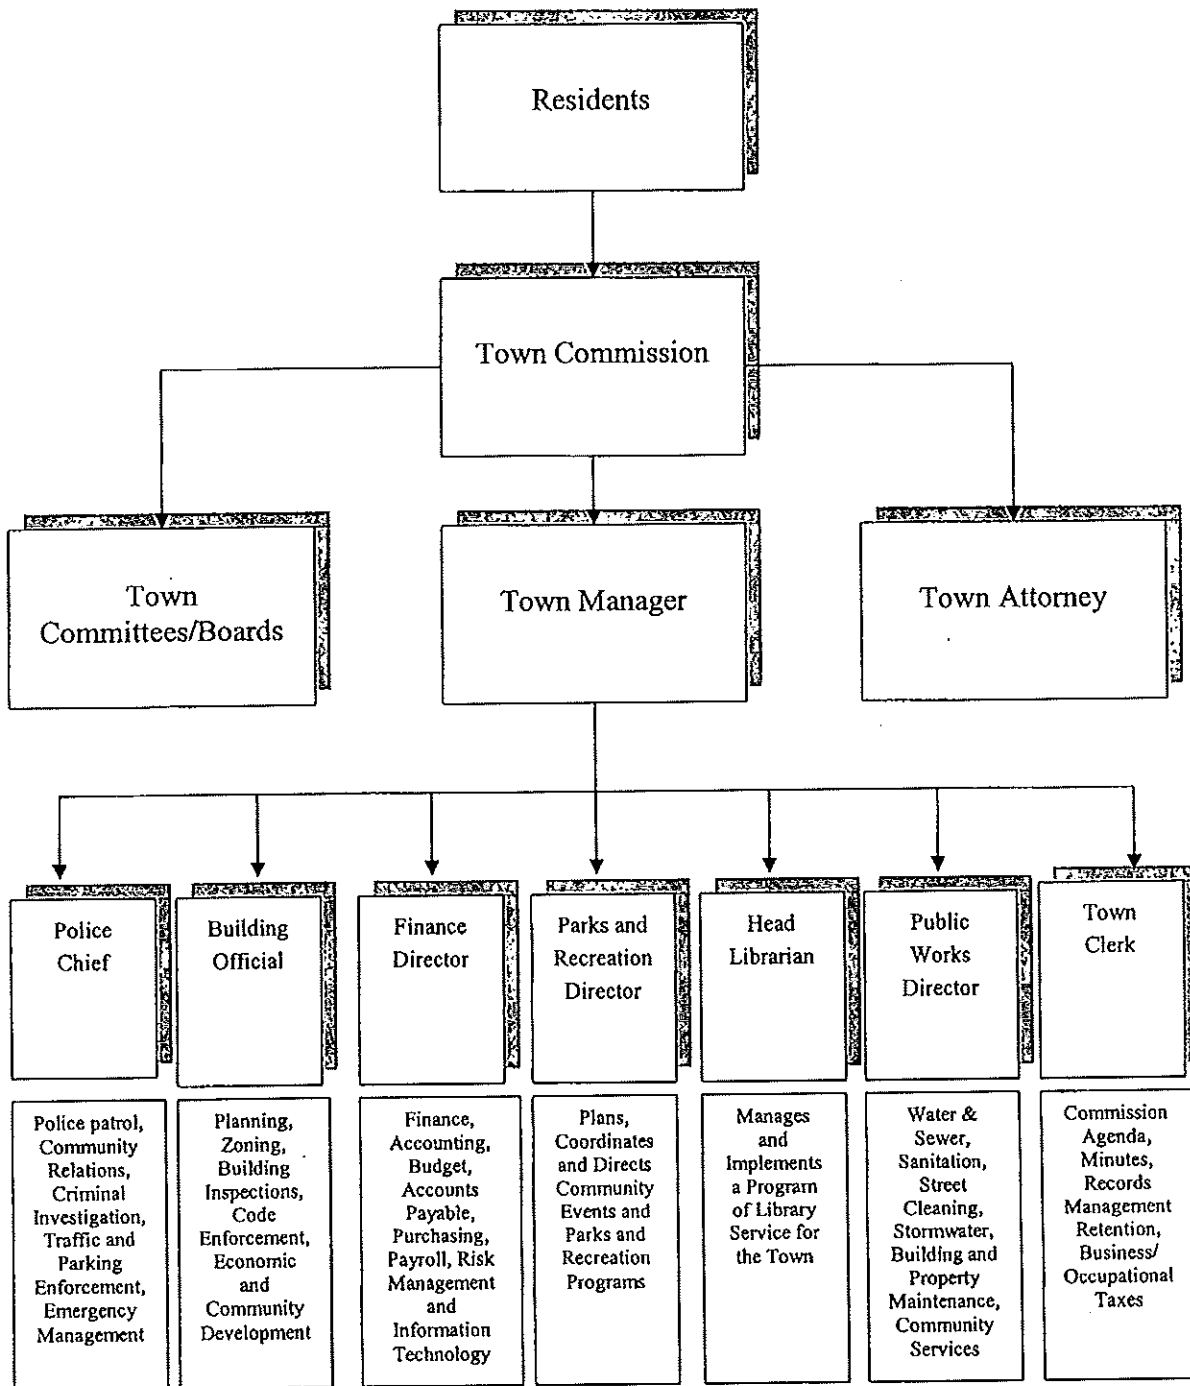 Residents
Town Commission
Town
Committees/Boards
Town Manager
Town Attorney
Police
Chief
Building
Official
Finance
Director
Parks and
Recreation
Director
Head
Librarian
Public
Works
Director
Town
Clerk
Police patrol,
Community
Relations,
Criminal
Investigation,
Traffic and
Parking
Enforcement,
Emergency
Management
Planning,
Zoning,
Building
Inspections,
Code
Enforcement,
Economic
and
Community
Development
Finance,
Accounting,
Budget,
Accounts
Payable,
Purchasing,
Payroll, Risk
Management
and
Information
Technology
Plans,
Coordinates
and Directs
Community
Events and
Parks and
Recreation
Programs
Manages
and
Implements
a Program
of Library
Service for
the Town
Water &
Sewer,
Sanitation,
Street
Cleaning,
Stormwater,
Building and
Property
Maintenance,
Community
Services
Commission
Agenda,
Minutes,
Records
Management
Retention,
Business/
Occupational
Taxes